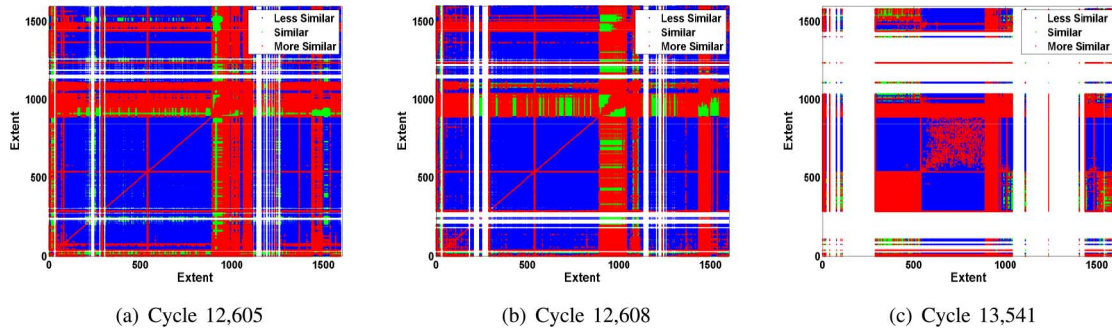 1500
1000
500
0
Extent
0 500 1000 1500
Extent
Less Similar
Similar
More Similar
(a) Cycle 12,605
1500
1000
500
0
Extent
0 500 1000 1500
Extent
Less Similar
Similar
More Similar
(b) Cycle 12,608
1500
1000
500
0
Extent
0 500 1000 1500
Extent
Less Similar
Similar
More Similar
(c) Cycle 13,541